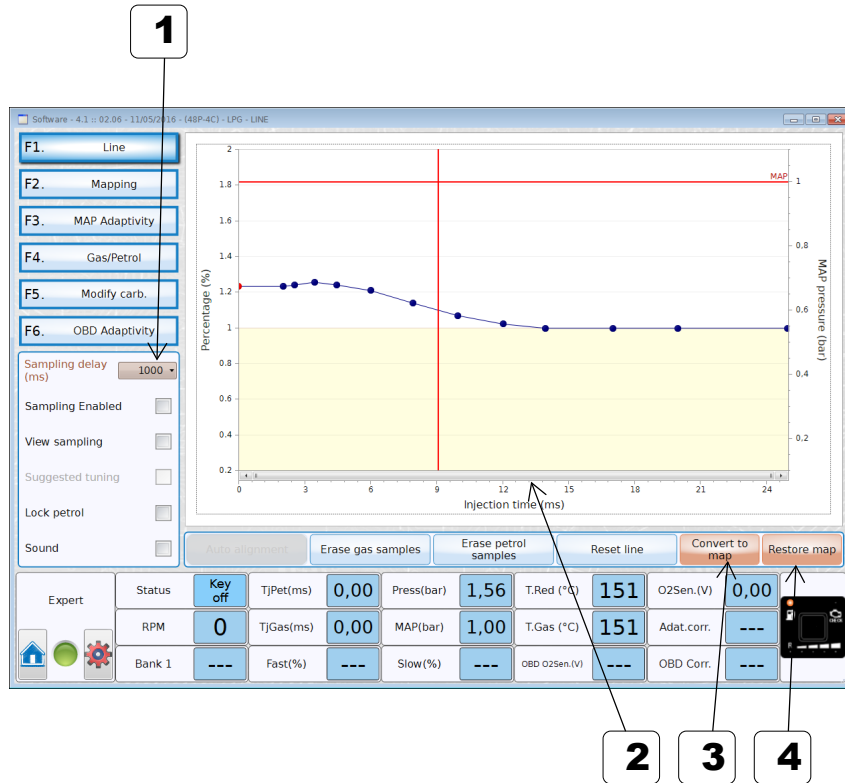 1
Software - 4.1 :: 02.06 - 11/05/2016 - (48P-4C) - LPG - LINE
F1. Line
F2. Mapping
F3. MAP Adaptivity
F4. Gas/Petrol
F5. Modify carb.
F6. OBD Adaptivity
Sampling delay
(ms)
1000
Sampling Enabled
View sampling
Suggested tuning
Lock petrol
Sound
2
1.8
1.6
1.4
1.2
1
0.8
0.6
0.4
0.2
Percentage (%)
MAP
1
0.8
0.6
0.4
0.2
MAP pressure (bar)
0 3 6 9 12 15 18 21 24
Injection time (ms)
Auto alignment
Erase gas samples
Erase petrol
samples
Reset line
Convert to
map
Restore map
Expert
Status Key off TjPet(ms) 0,00 Press(bar) 1,56 T.Red (°C) 151 O2Sen.(V) 0,00
RPM 0 TjGas(ms) 0,00 MAP(bar) 1,00 T.Gas (°C) 151 Adat.corr. ---
Bank 1 --- Fast(%) --- Slow(%) --- OBD O2Sen.(V) --- OBD Corr. ---
CHECK
2 3 4